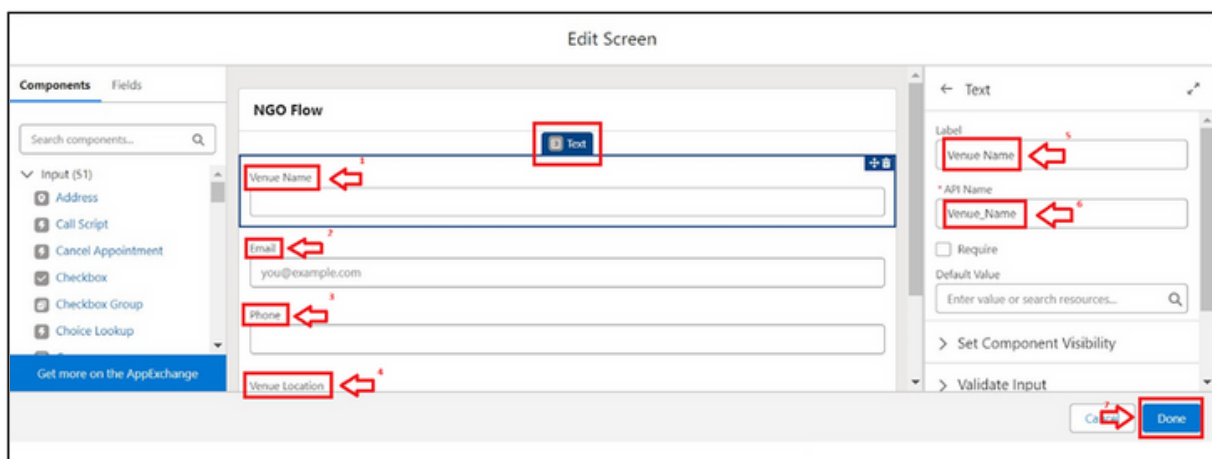 Edit Screen
Components Fields
Search components...
Input (51)
Address
Call Script
Cancel Appointment
Checkbox
Checkbox Group
Choice Lookup
Get more on the AppExchange
NGO Flow
Text
Venue Name 1
Email 2
you@example.com
Phone 3
Venue Location 4
Text
Label
Venue Name 5
* API Name
Venue_Name 6
Require
Default Value
Enter value or search resources...
Set Component Visibility
Validate Input
Cancel 7 Done